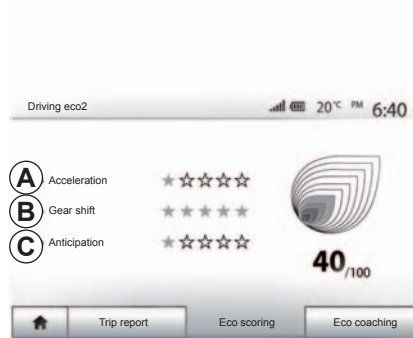 Driving eco2 20°C PM 6:40
A Acceleration
B Gear shift
C Anticipation
40/100
Trip report Eco scoring Eco coaching